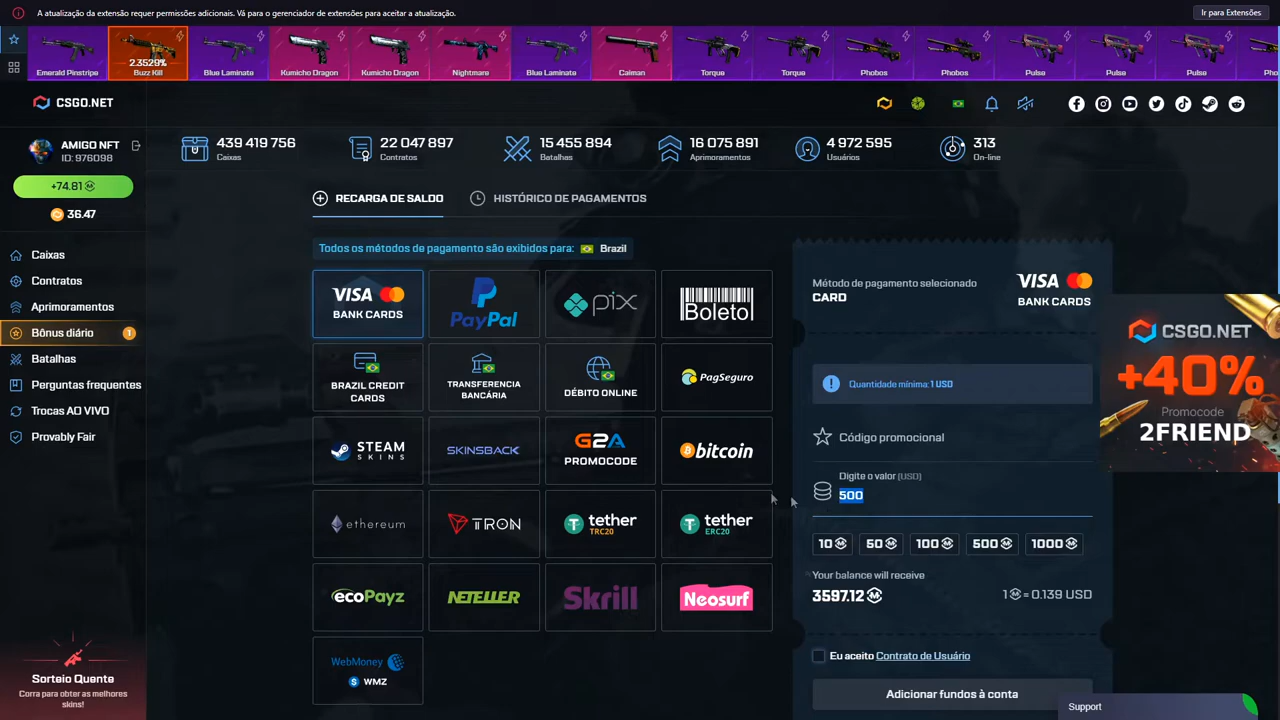 A atualização da extensão requer permissões adicionais. Vá para o gerenciador de extensões para aceitar a atualização.
Ir para Extensões
Emerald Pinstripe
2.3529%
Buzz Kill
Blue Laminate
Kumicho Dragon
Kumicho Dragon
Nightmare
Blue Laminate
Caiman
Torque
Torque
Phobos
Phobos
Pulse
Pulse
Pulse
CSGO.NET
AMIGO NFT
ID: 976098
+74.81
36.47
439 419 756
Caixas
22 047 897
Contratos
15 455 894
Batalhas
16 075 891
Aprimoramentos
4 972 595
Usuários
313
On-line
Caixas
Contratos
Aprimoramentos
Bônus diário
1
Batalhas
Perguntas frequentes
Trocas AO VIVO
Provably Fair
Sorteio Quente
Corra para obter as melhores
skins!
RECARGA DE SALDO
HISTÓRICO DE PAGAMENTOS
Todos os métodos de pagamento são exibidos para:
Brazil
VISA
BANK CARDS
PayPal
pix
Boleto
BRAZIL CREDIT
CARDS
TRANSFERENCIA
BANCÁRIA
DÉBITO ONLINE
PagSeguro
STEAM
SKINS
SKINSBACK
G2A
PROMOCODE
bitcoin
ethereum
TRON
tether
TRC20
tether
ERC20
ecoPayz
NETELLER
Skrill
Neosurf
WebMoney
WMZ
Método de pagamento selecionado
CARD
VISA
BANK CARDS
Quantidade mínima: 1 USD
Código promocional
Digite o valor (USD)
500
10
50
100
500
1000
Your balance will receive
3597.12
1 = 0.139 USD
Eu aceito Contrato de Usuário
Adicionar fundos à conta
CSGO.NET
+40%
Promocode
2FRIEND
Support